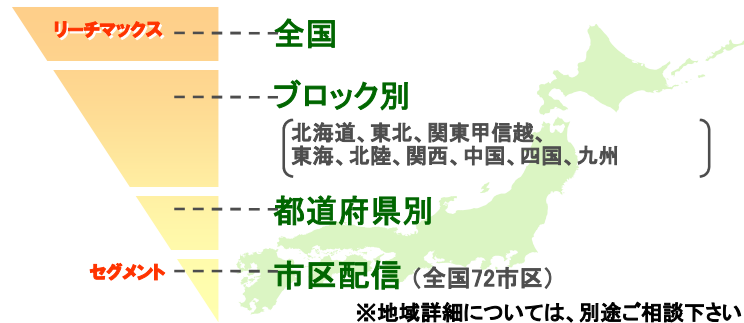 リーチマックス
全国
ブロック別
北海道、東北、関東甲信越、
東海、北陸、関西、中国、四国、九州
都道府県別
セグメント
市区配信（全国72市区）
※地域詳細については、別途ご相談下さい